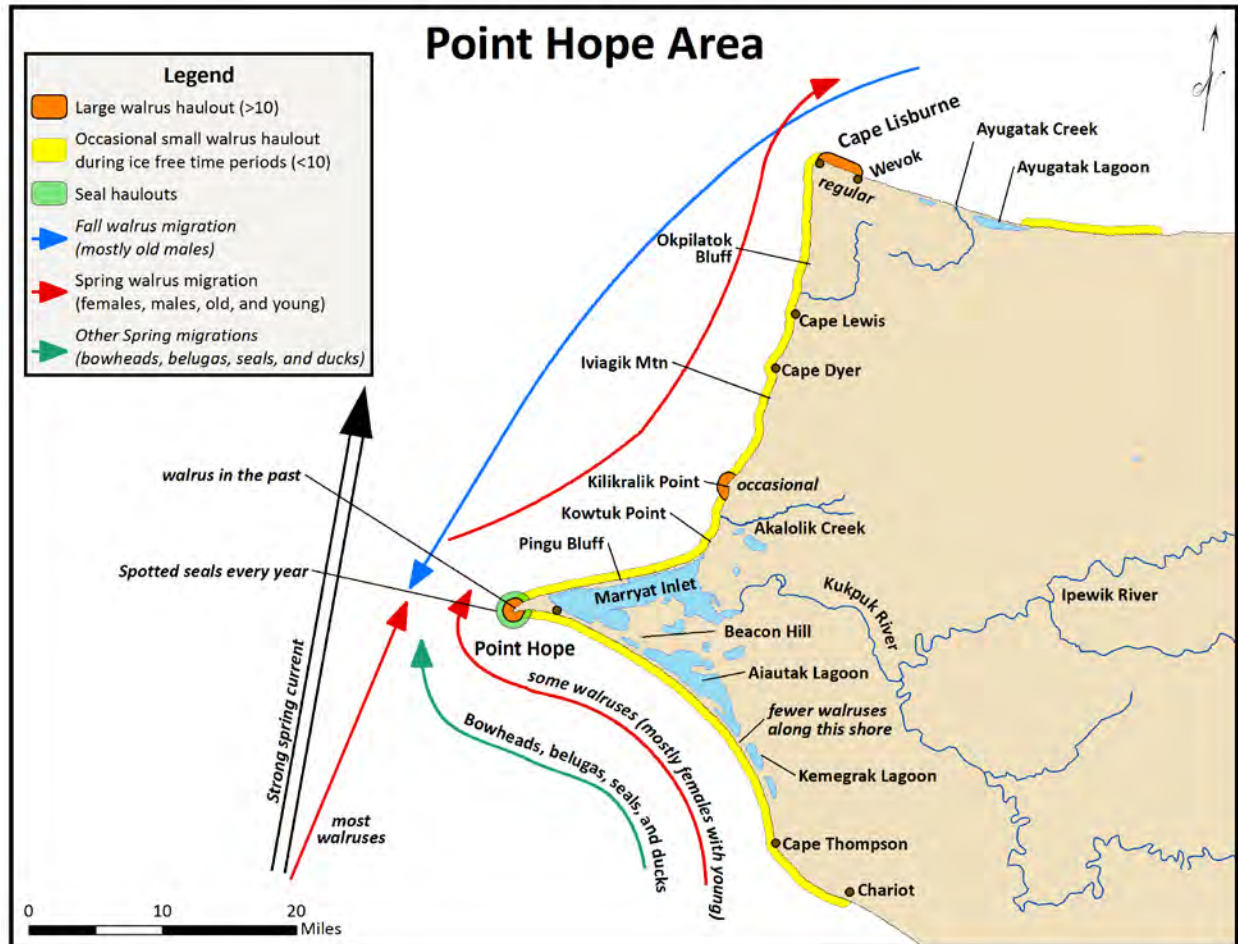 Point Hope Area
N
Legend
Large walrus haulout (>10)
Occasional small walrus haulout
during ice free time periods (<10)
Seal haulouts
Fall walrus migration
(mostly old males)
Spring walrus migration
(females, males, old, and young)
Other Spring migrations
(bowheads, belugas, seals, and ducks)
Cape Lisburne
Wevok
regular
Ayugatak Creek
Ayugatak Lagoon
Okpilatok
Bluff
Cape Lewis
Iviagik Mtn
Cape Dyer
walrus in the past
Kilikralik Point
occasional
Kowtuk Point
Akalolik Creek
Pingu Bluff
Spotted seals every year
Marryat Inlet
Kukpuk River
Ipewik River
Beacon Hill
Point Hope
Aiautak Lagoon
some walruses (mostly females with young)
Bowheads, belugas, seals, and ducks
fewer walruses
along this shore
Kemegrak Lagoon
Strong spring current
most
walruses
Cape Thompson
Chariot
0 10 20
Miles